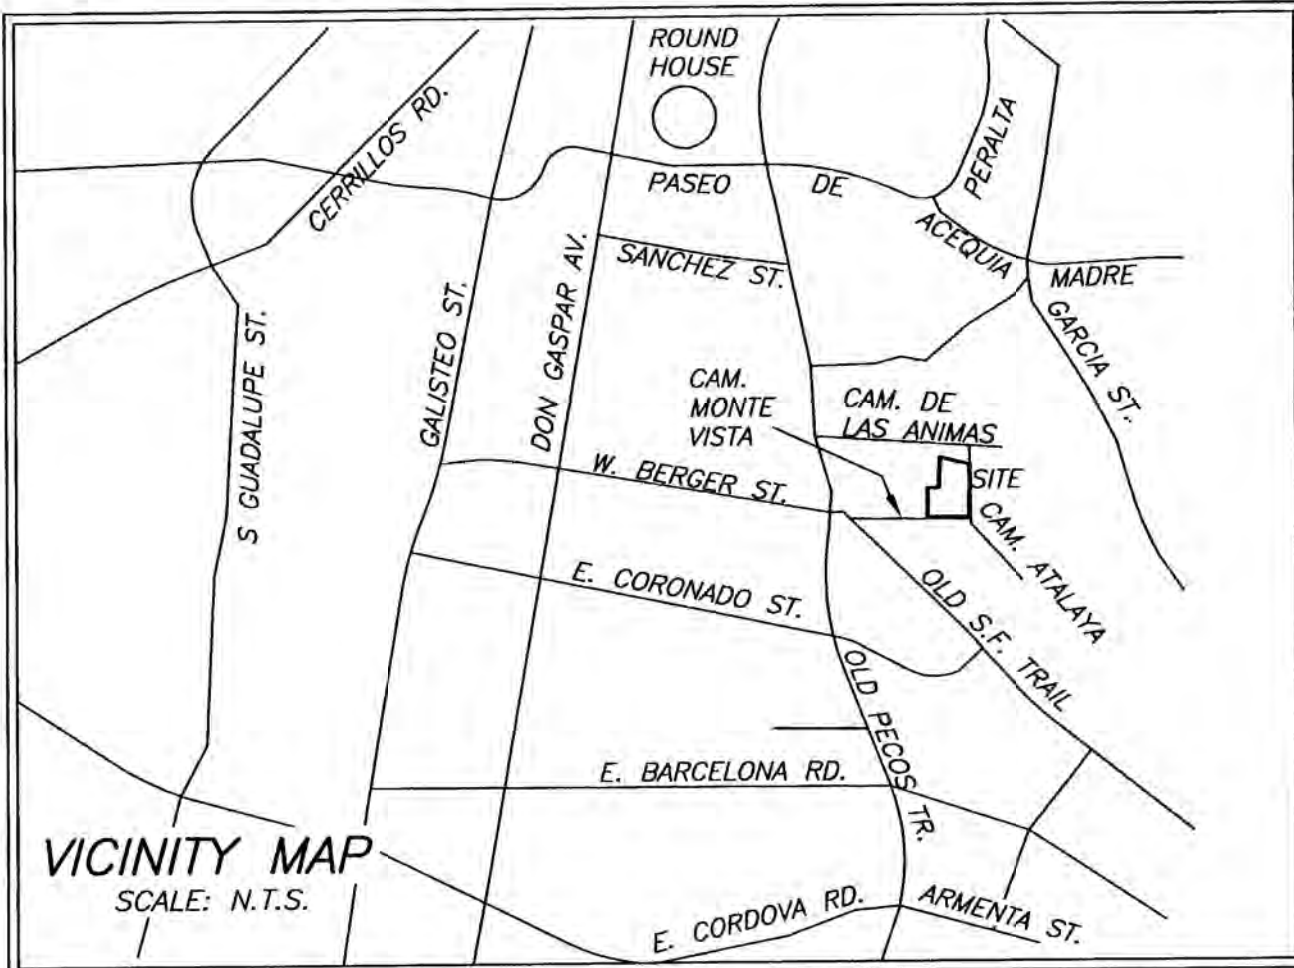 ROUND
HOUSE
CERRILLOS RD.
PASEO DE PERALTA
ACEQUIA MADRE
SANCHEZ ST.
GALISTEO ST.
DON GASPAR AV.
S GUADALUPE ST.
GARCIA ST.
CAM.
MONTE
VISTA
CAM. DE
LAS ANIMAS
W. BERGER ST.
SITE
CAM. ATALAYA
E. CORONADO ST.
OLD S.F. TRAIL
OLD PECOS TR.
E. BARCELONA RD.
VICINITY MAP
SCALE: N.T.S.
E. CORDOVA RD.
ARMENTA ST.